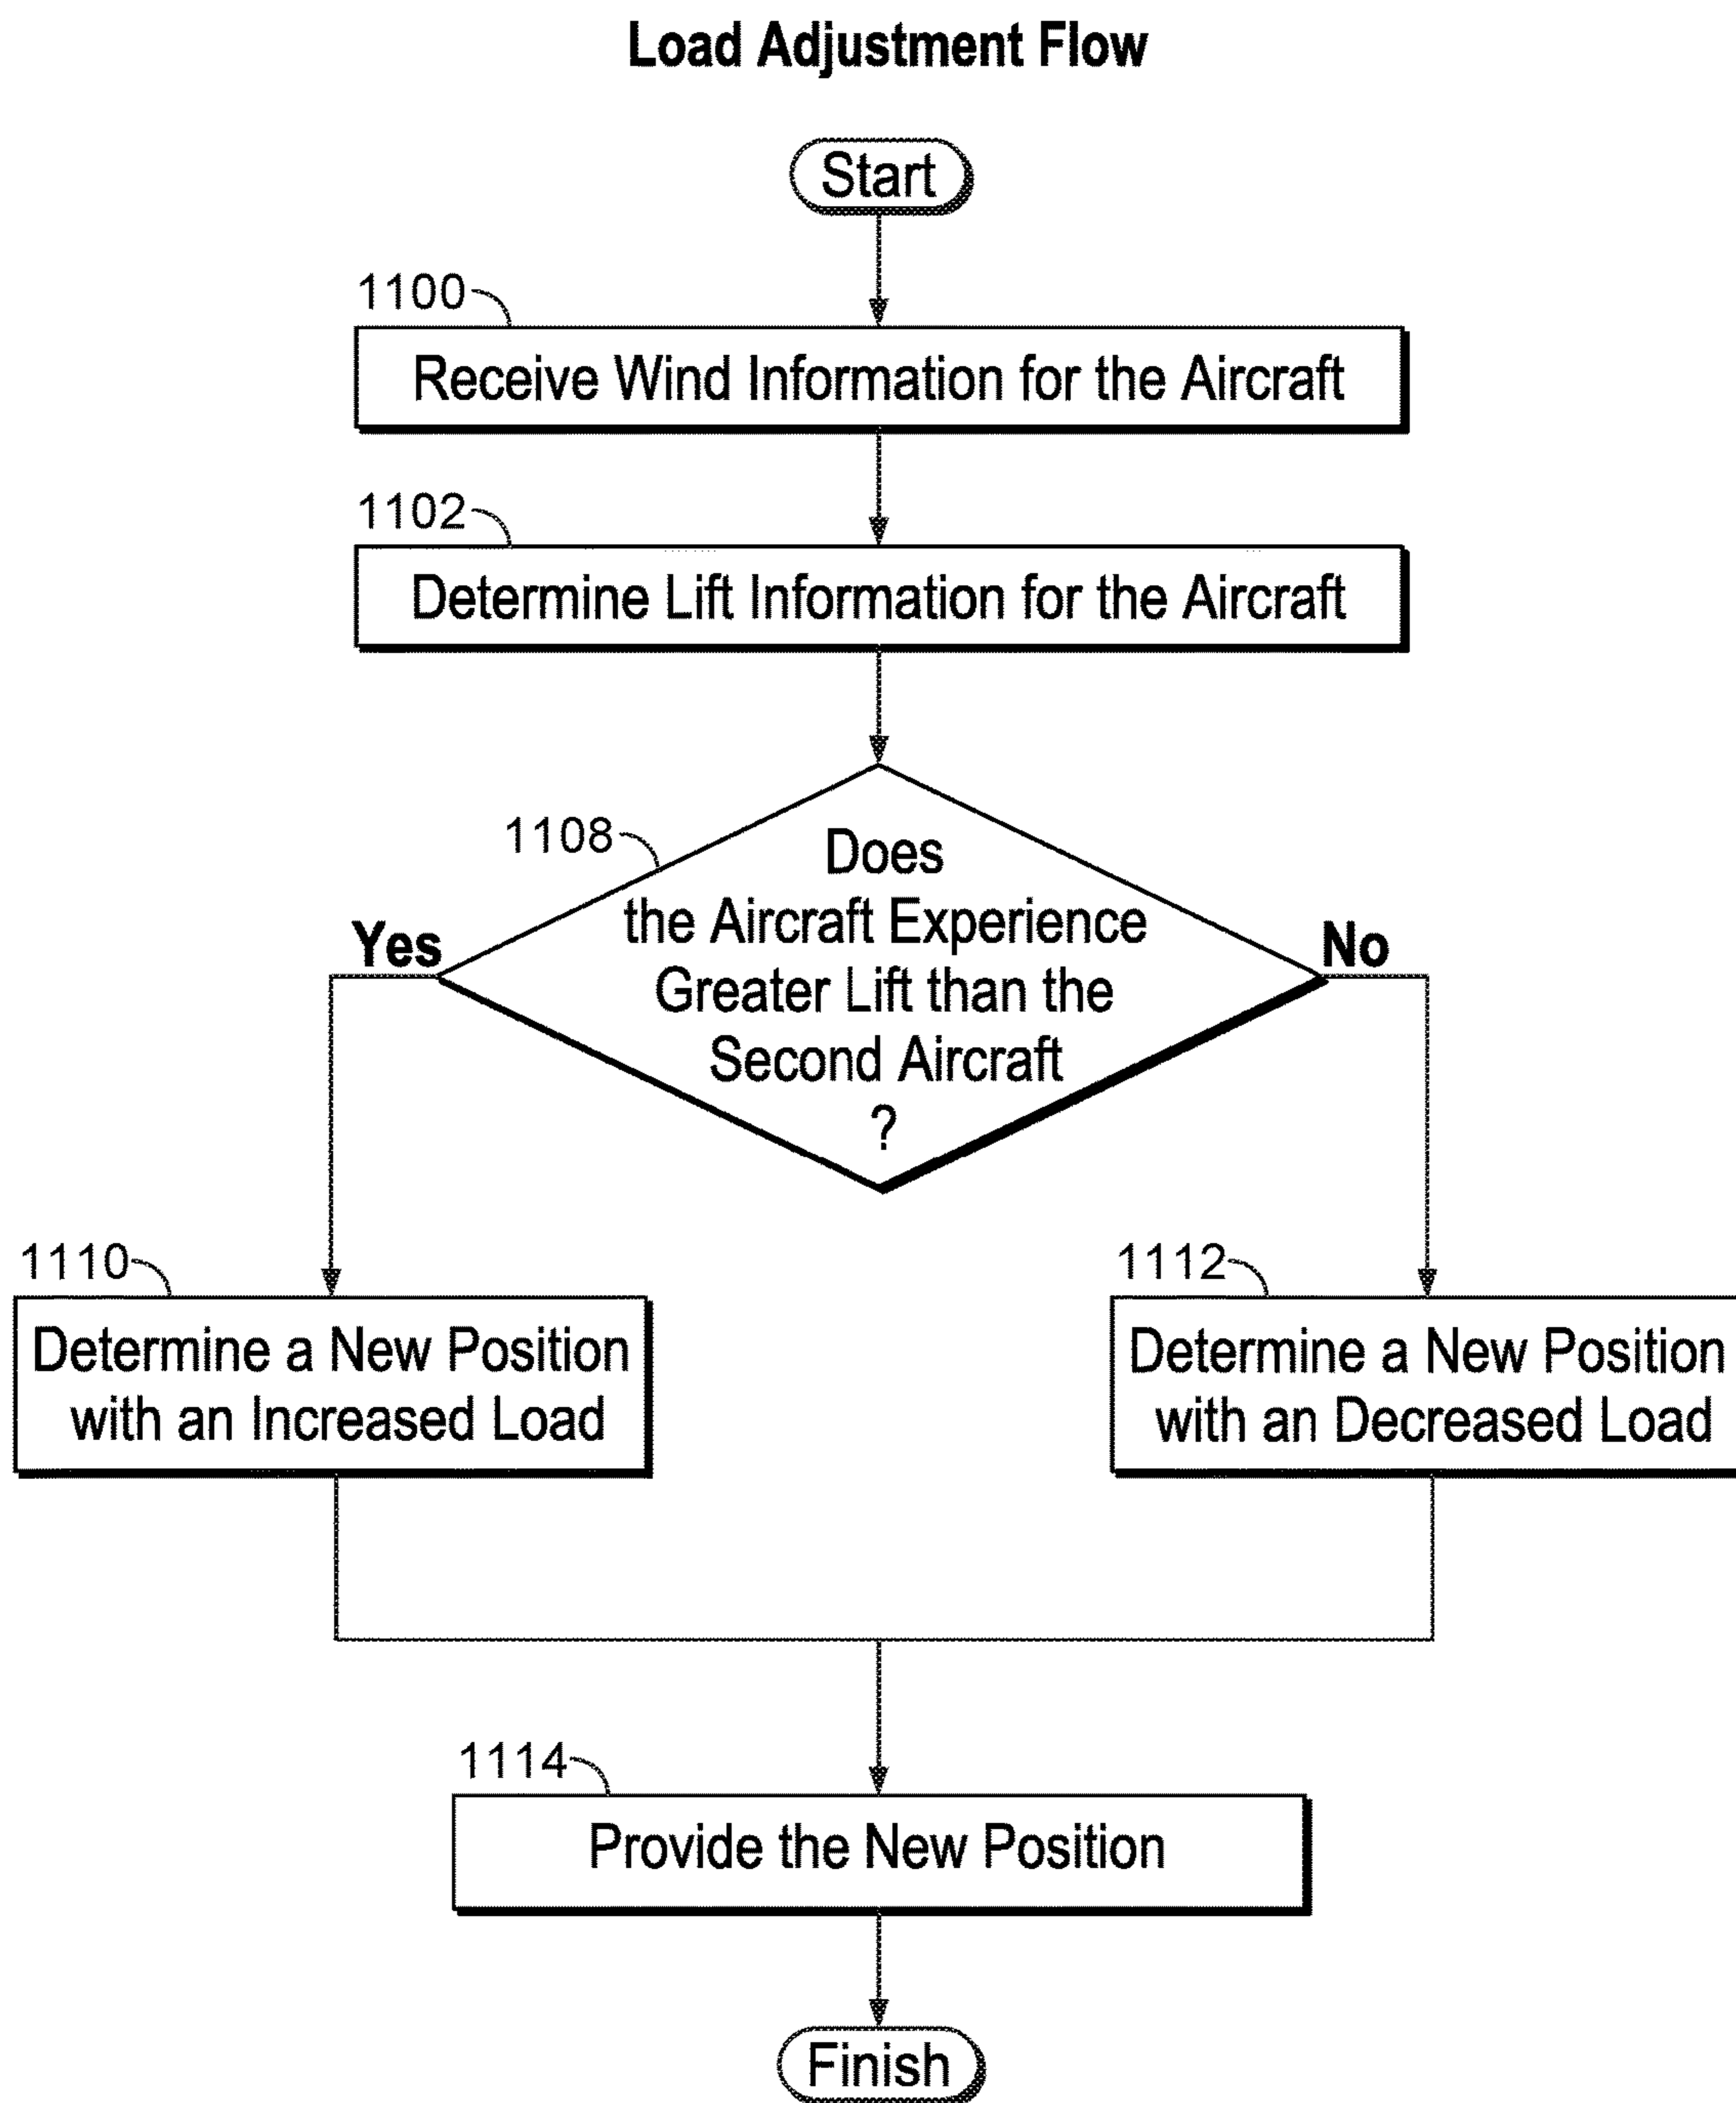 Load Adjustment Flow
Start
1100
Receive Wind Information for the Aircraft
1102
Determine Lift Information for the Aircraft
1108
Does
the Aircraft Experience
Greater Lift than the
Second Aircraft
?
Yes
No
1110
Determine a New Position
with an Increased Load
1112
Determine a New Position
with an Decreased Load
1114
Provide the New Position
Finish